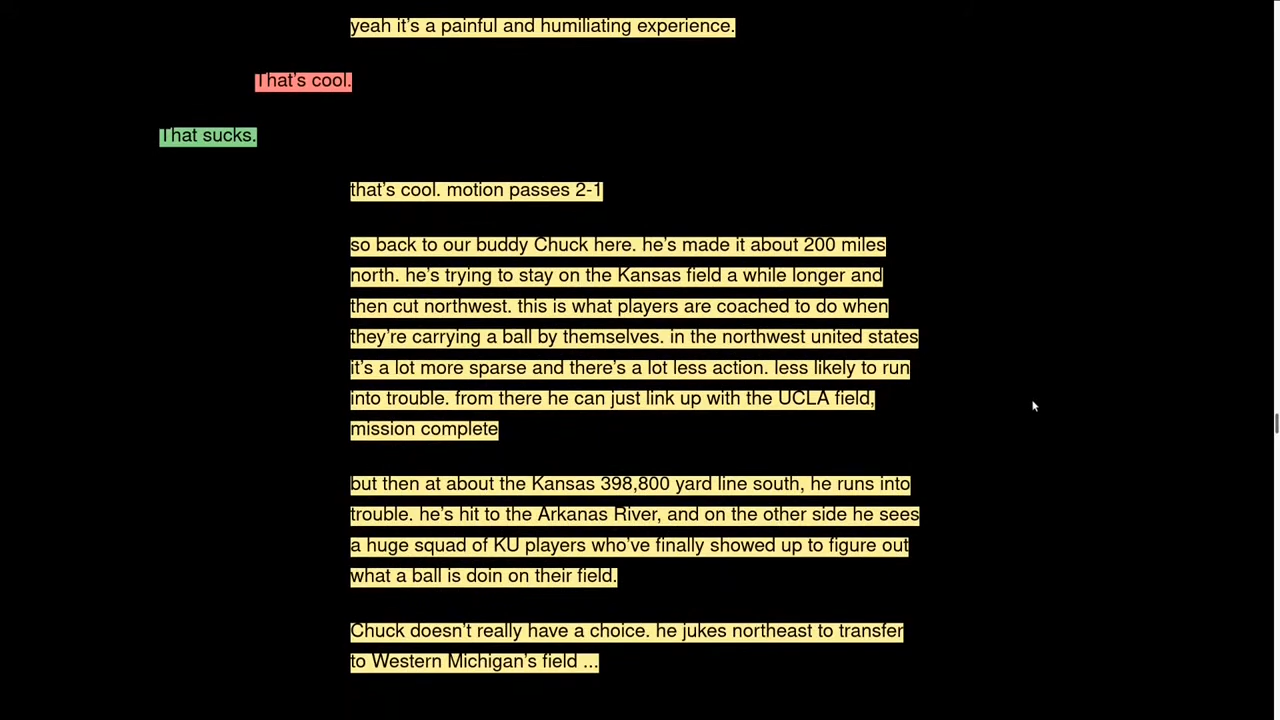 yeah it's a painful and humiliating experience.
That's cool.
That sucks.
that's cool. motion passes 2-1
so back to our buddy Chuck here. he's made it about 200 miles
north. he's trying to stay on the Kansas field a while longer and
then cut northwest. this is what players are coached to do when
they're carrying a ball by themselves. in the northwest united states
it's a lot more sparse and there's a lot less action. less likely to run
into trouble. from there he can just link up with the UCLA field,
mission complete
but then at about the Kansas 398,800 yard line south, he runs into
trouble. he's hit to the Arkanas River, and on the other side he sees
a huge squad of KU players who've finally showed up to figure out
what a ball is doin on their field.
Chuck doesn't really have a choice. he jukes northeast to transfer
to Western Michigan's field ...